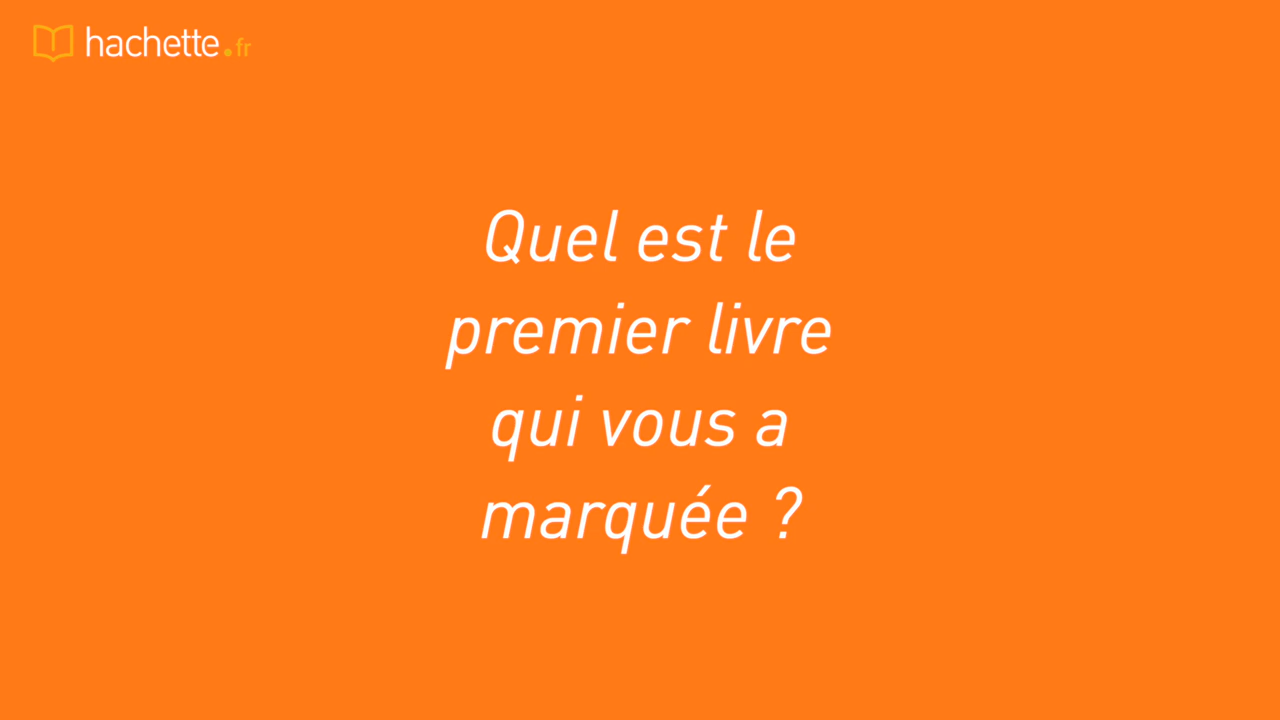 hachette.fr
Quel est le
premier livre
qui vous a
marquée ?